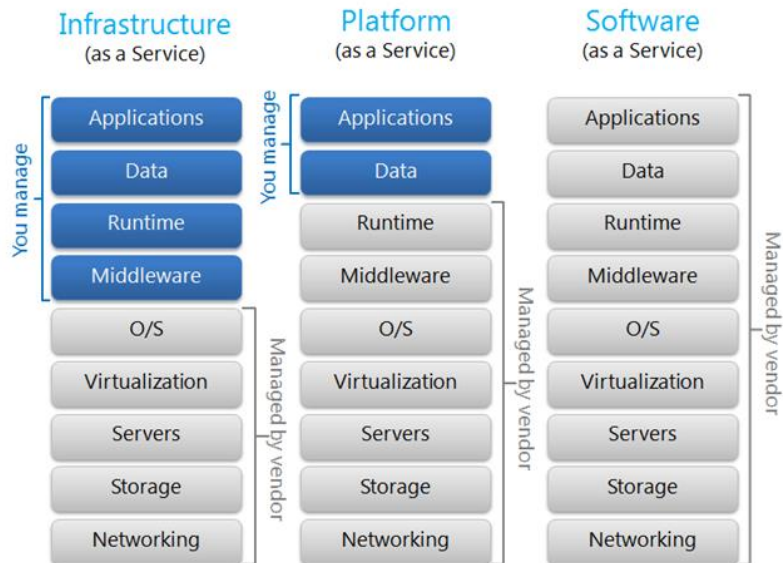 Infrastructure
(as a Service)
You manage
Applications
Data
Runtime
Middleware
O/S
Virtualization
Servers
Storage
Networking
Managed by vendor
Platform
(as a Service)
You manage
Applications
Data
Runtime
Middleware
O/S
Virtualization
Servers
Storage
Networking
Managed by vendor
Software
(as a Service)
Applications
Data
Runtime
Middleware
O/S
Virtualization
Servers
Storage
Networking
Managed by vendor